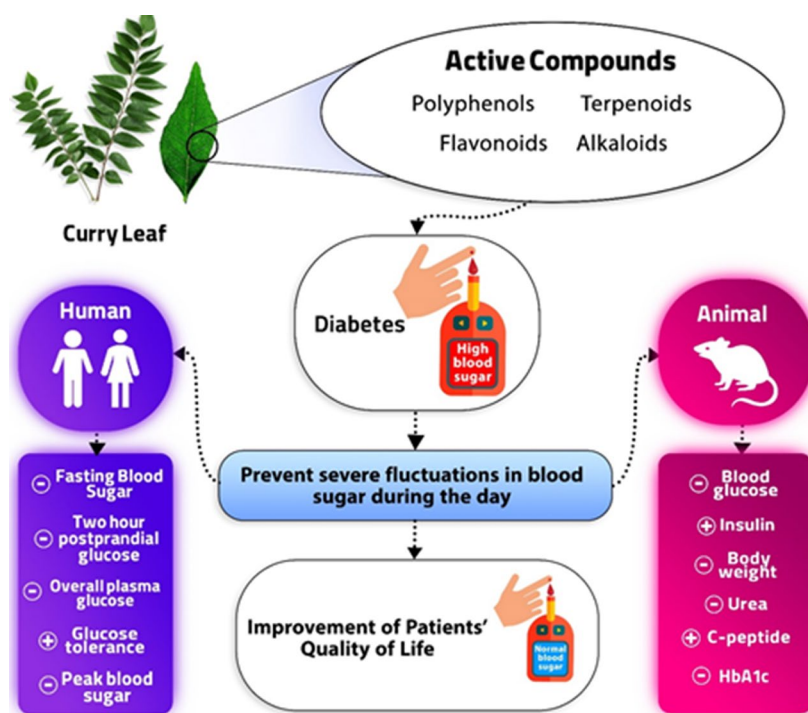 Active Compounds
Polyphenols Terpenoids
Flavonoids Alkaloids
Curry Leaf
Diabetes
High
blood
sugar
Human
Animal
Prevent severe fluctuations in blood
sugar during the day
⊖ Fasting Blood
Sugar
⊖ Two hour
postprandial
glucose
⊖ Overall plasma
glucose
⊕ Glucose
tolerance
⊖ Peak blood
sugar
⊖ Blood
glucose
⊕ Insulin
⊖ Body
weight
⊖ Urea
⊕ C-peptide
⊖ HbA1c
Improvement of Patients'
Quality of Life
Normal
blood
sugar